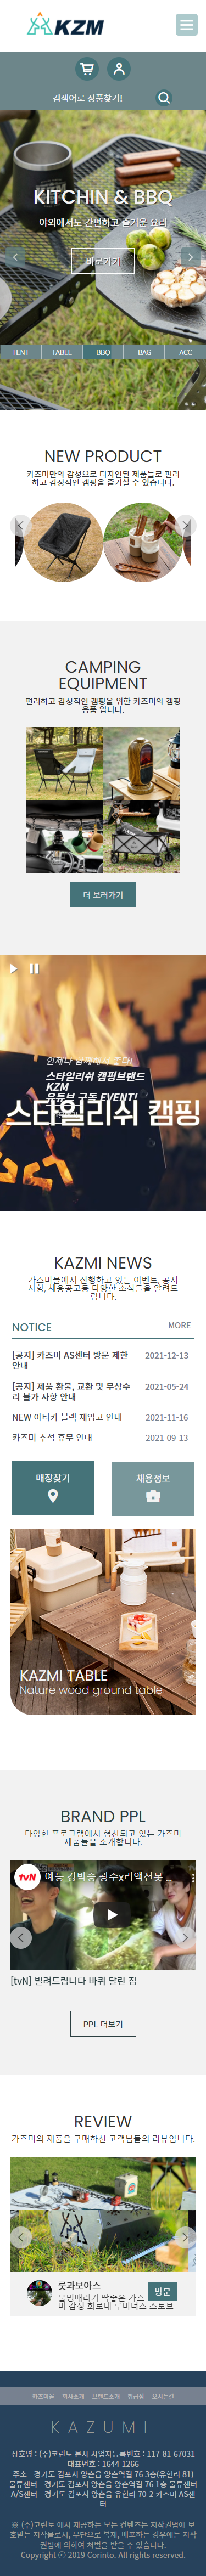 KZM
검색어로 상품찾기!
KITCHIN & BBQ
야외에서도 간편하고 즐거운 요리
바로가기
TENT TABLE BBQ BAG ACC
NEW PRODUCT
카즈미만의 감성으로 디자인된 제품들로 편리
하고 감성적인 캠핑을 즐기실 수 있습니다.
CAMPING
EQUIPMENT
편리하고 감성적인 캠핑을 위한 카즈미의 캠핑
용품 입니다.
더 보러가기
언제나 함께해서 좋다!
스타일리쉬 캠핑브랜드
KZM
유튜브 구독 EVENT!
스타일리쉬 캠핑
KAZMI NEWS
카즈미몰에서 진행하고 있는 이벤트, 공지
사항, 채용공고등 다양한 소식들을 알려드
립니다.
NOTICE MORE
[공지] 카즈미 AS센터 방문 제한 안내 2021-12-13
[공지] 제품 환불, 교환 및 무상수리 불가 사항 안내 2021-05-24
NEW 아티카 블랙 재입고 안내 2021-11-16
카즈미 추석 휴무 안내 2021-09-13
매장찾기 채용정보
KAZMI TABLE
Nature wood ground table
BRAND PPL
다양한 프로그램에서 협찬되고 있는 카즈미
제품들을 소개합니다.
tvN 예능 강박증 광수x리액션봇 ...
[tvN] 빌려드립니다 바퀴 달린 집
PPL 더보기
REVIEW
카즈미의 제품을 구매하신 고객님들의 리뷰입니다.
룻과보아스
불멍때리기 딱좋은 카즈
미 감성 화로대 루미너스 스토브
방문
카즈미몰 회사소개 브랜드소개 취급점 오시는길
KAZUMI
상호명 : (주)코린토 본사 사업자등록번호 : 117-81-67031
대표번호 : 1644-1266
주소 - 경기도 김포시 양촌읍 양촌역길 76 3층(유현리 81)
물류센터 - 경기도 김포시 양촌읍 양촌역길 76 1층 물류센터
A/S센터 - 경기도 김포시 양촌읍 유현리 70-2 카즈미 AS센
터
※ (주)코린토 에서 제공하는 모든 컨텐츠는 저작권법에 보
호받는 저작물로서, 무단으로 복제, 배포하는 경우에는 저작
권법에 의하여 처벌을 받을 수 있습니다.
Copyright ⓒ 2019 Corinto. All rights reserved.